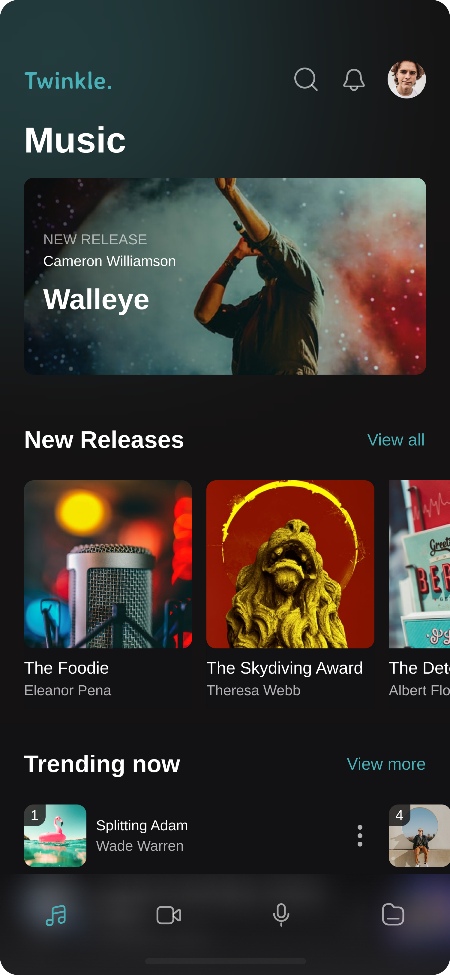 Twinkle.
Music
NEW RELEASE
Cameron Williamson
Walleye
New Releases
View all
The Foodie
Eleanor Pena
The Skydiving Award
Theresa Webb
The Det
Albert Flo
Trending now
View more
1
Splitting Adam
Wade Warren
4